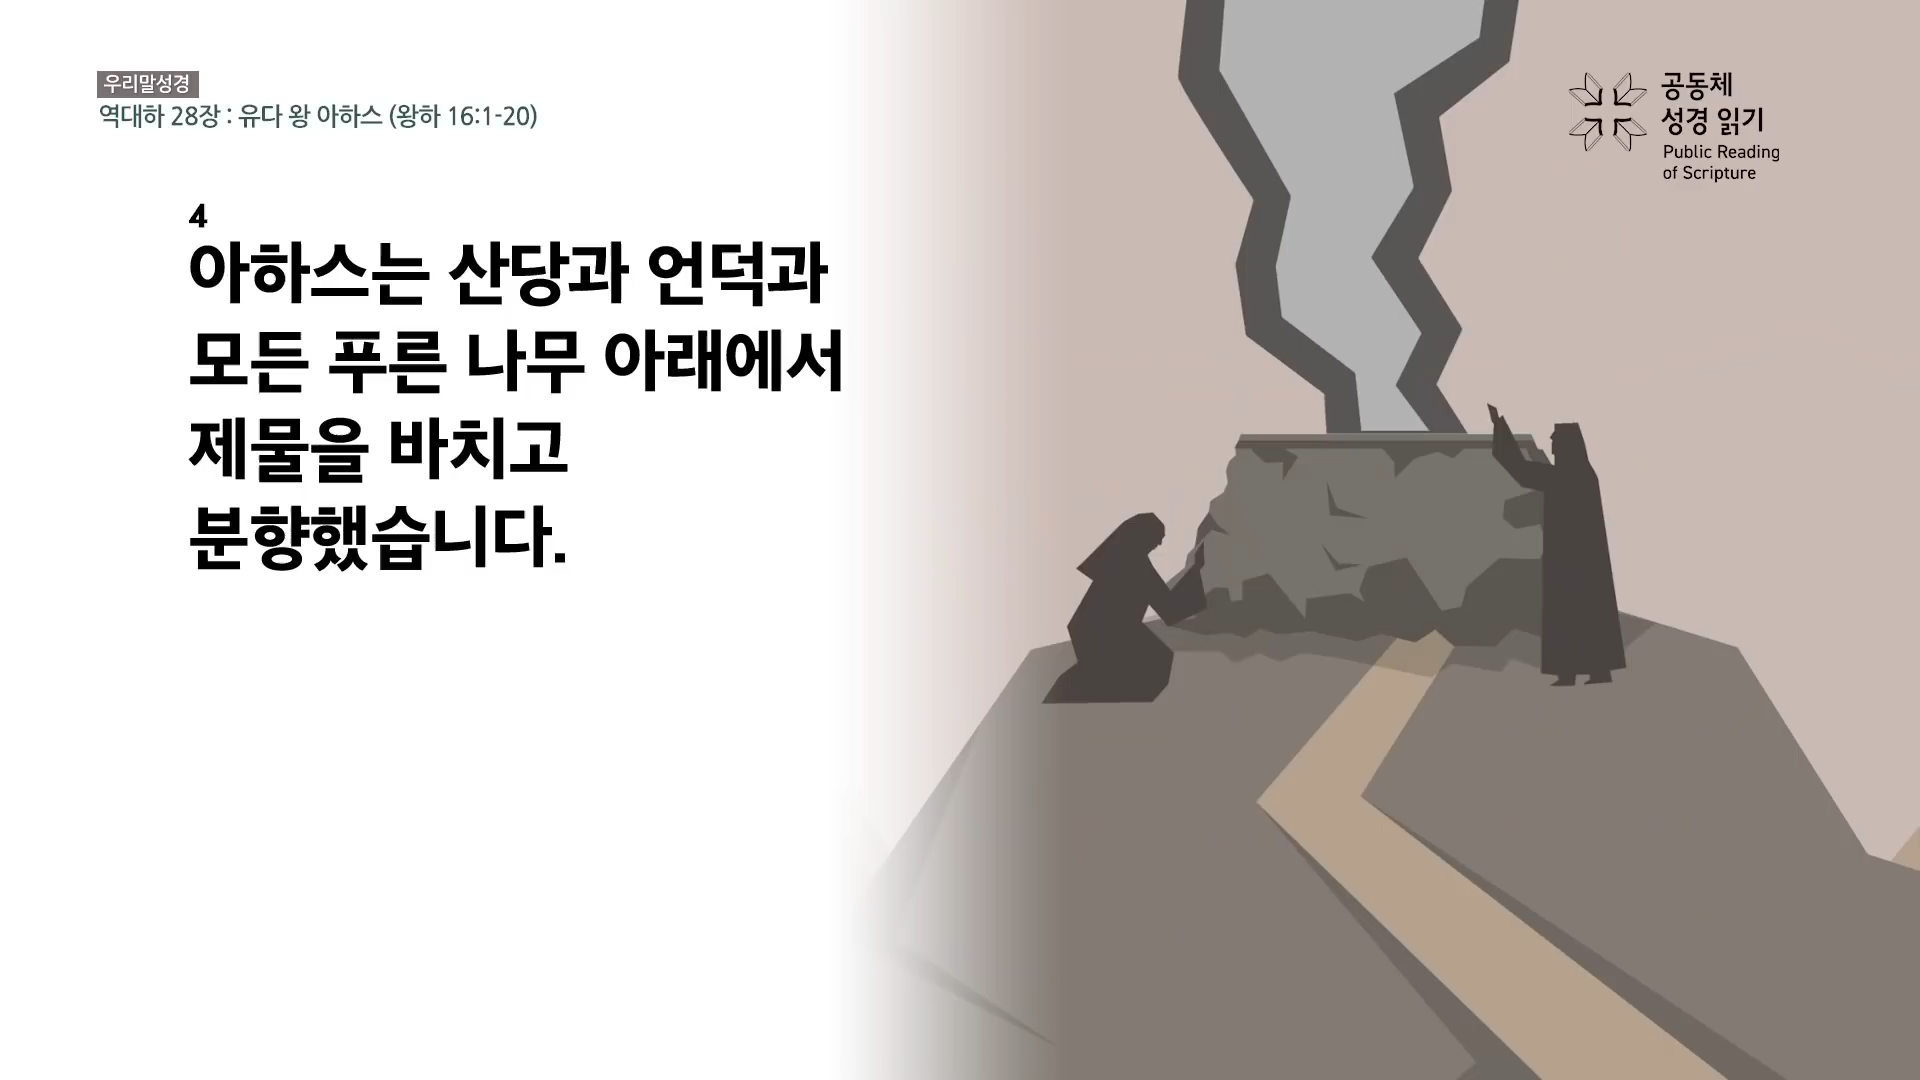 우리말성경
역대하 28장 : 유다 왕 아하스 (왕하 16:1-20)
공동체
성경 읽기
Public Reading
of Scripture
4
아하스는 산당과 언덕과
모든 푸른 나무 아래에서
제물을 바치고
분향했습니다.